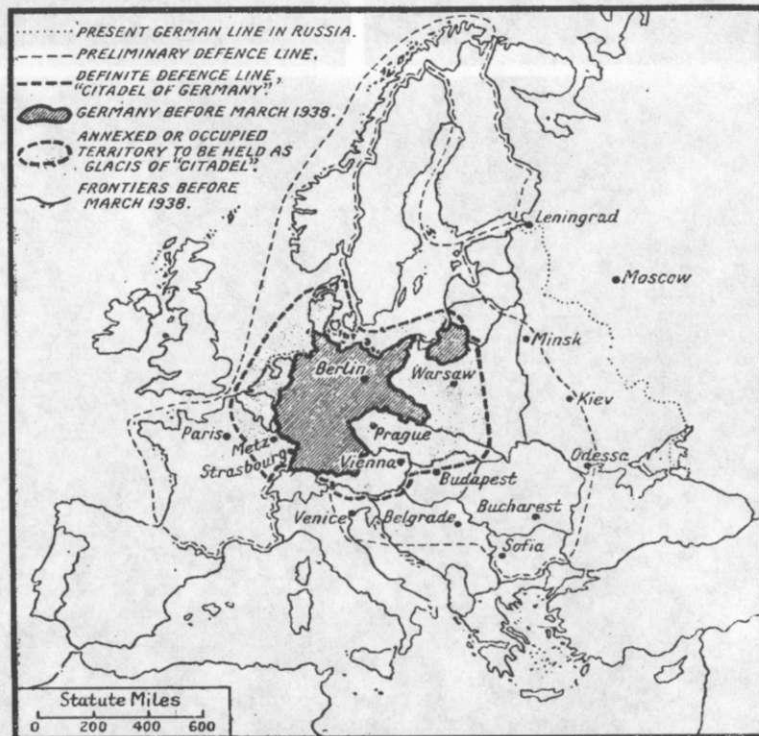 PRESENT GERMAN LINE IN RUSSIA.
PRELIMINARY DEFENCE LINE.
DEFINITE DEFENCE LINE,
"CITADEL OF GERMANY".
GERMANY BEFORE MARCH 1938.
ANNEXED OR OCCUPIED
TERRITORY TO BE HELD AS
GLACIS OF "CITADEL".
FRONTIERS BEFORE
MARCH 1938.
Leningrad
Moscow
Minsk
Berlin
Warsaw
Kiev
Paris
Metz
Prague
Strasbourg
Vienna
Odessa
Budapest
Venice
Belgrade
Bucharest
Sofia
Statute Miles
0 200 400 600